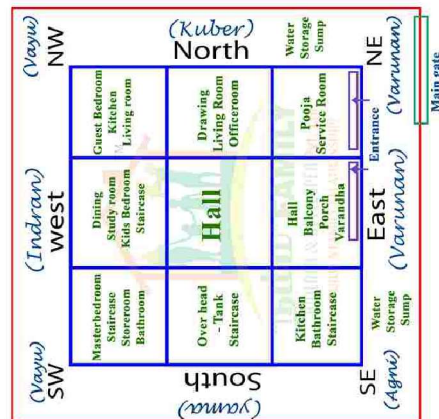 (Vayu)
SW
(Indran)
west
(Vayu)
NW
Masterbedroom
Staircase
Storeroom
Bathroom
Dining
Study room
Kids Bedroom
Staircase
Guest Bedroom
Kitchen
Living room
South
(yama)
Over head
- Tank
Staircase
Hall
Drawing
Living Room
Officeroom
North
(Kuber)
Kitchen
Bathroom
Staircase
Hall
Balcony
Porch
Varandha
Pooja
Service Room
Entrance
Water
Storage
Sump
SE
(Agni)
Water
Storage
Sump
East
(Varunan)
NE
(Varunan)
Main gate